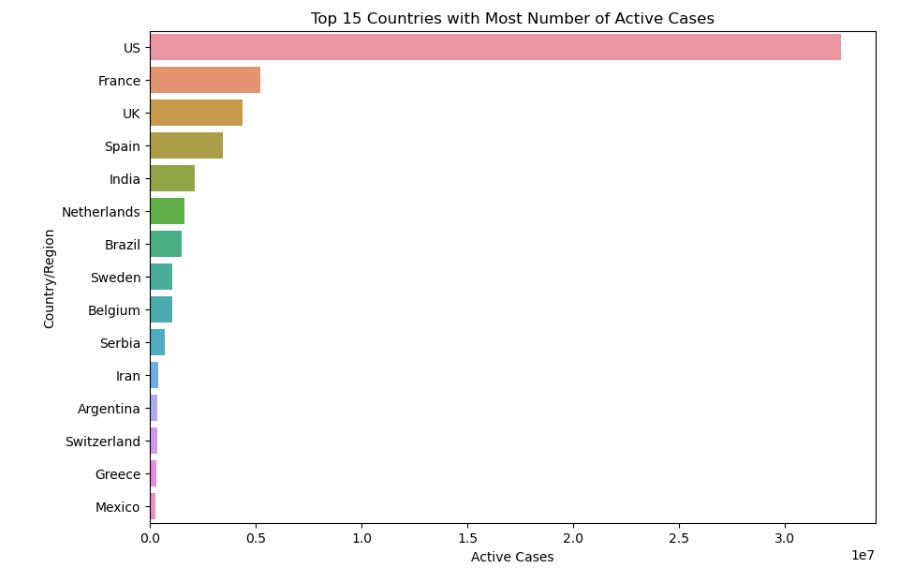 Top 15 Countries with Most Number of Active Cases
Country/Region
US
France
UK
Spain
India
Netherlands
Brazil
Sweden
Belgium
Serbia
Iran
Argentina
Switzerland
Greece
Mexico
0.0 0.5 1.0 1.5 2.0 2.5 3.0
1e7
Active Cases